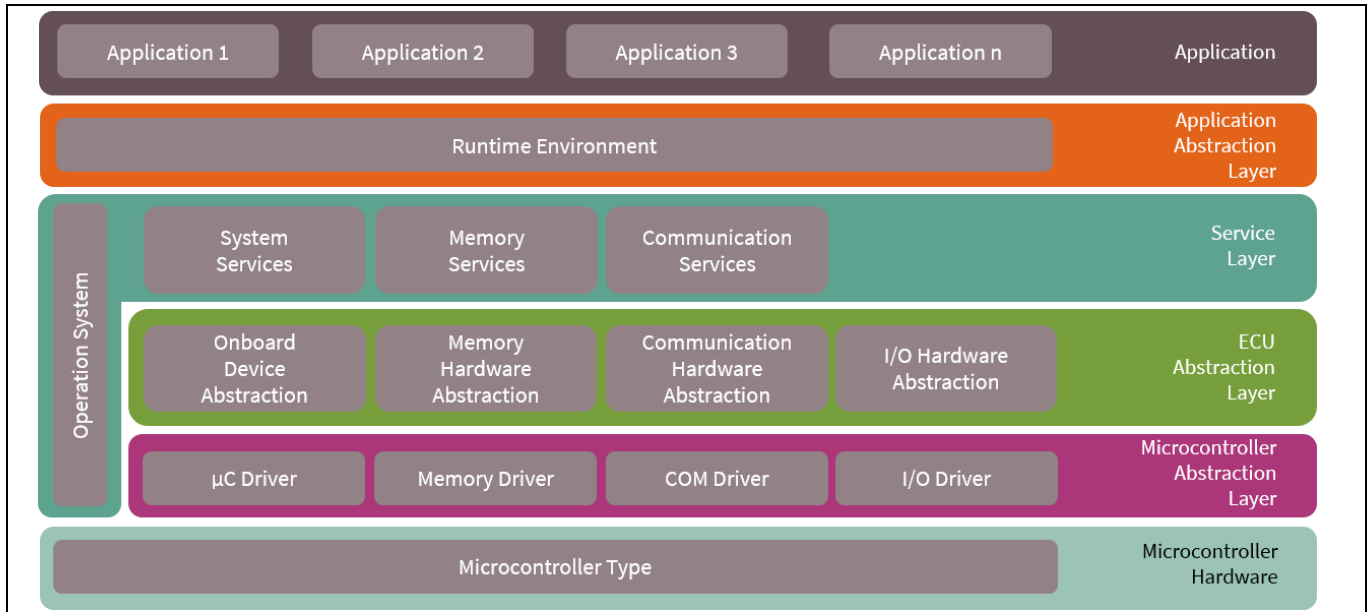 Application 1
Application 2
Application 3
Application n
Application
Runtime Environment
Application
Abstraction
Layer
Operation System
System
Services
Memory
Services
Communication
Services
Service
Layer
Onboard
Device
Abstraction
Memory
Hardware
Abstraction
Communication
Hardware
Abstraction
I/O Hardware
Abstraction
ECU
Abstraction
Layer
µC Driver
Memory Driver
COM Driver
I/O Driver
Microcontroller
Abstraction
Layer
Microcontroller Type
Microcontroller
Hardware